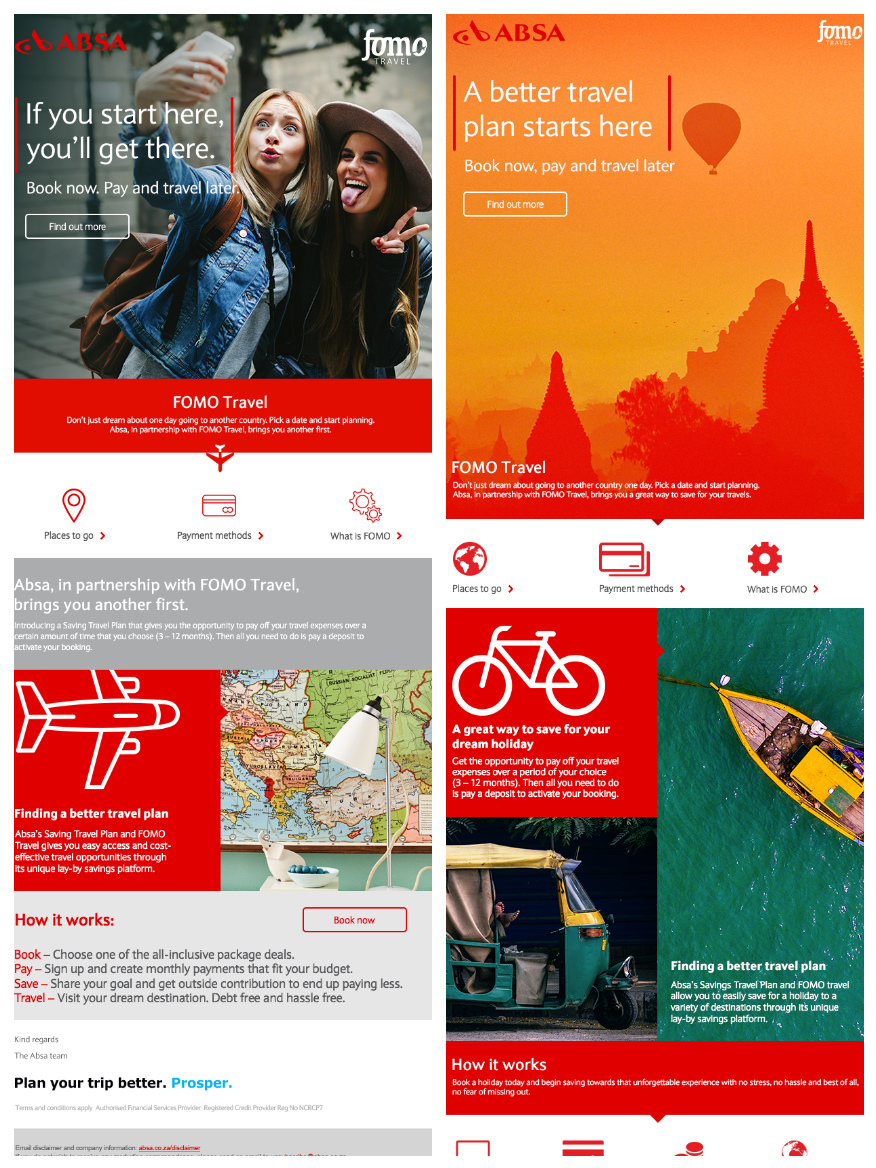 ABSA
fomo
TRAVEL
If you start here,
you'll get there.
Book now. Pay and travel later.
Find out more
FOMO Travel
Don't just dream about one day going to another country. Pick a date and start planning.
Absa, in partnership with FOMO Travel, brings you another first.
Places to go
Payment methods
What is FOMO
Absa, in partnership with FOMO Travel,
brings you another first.
Introducing a Saving Travel Plan that gives you the opportunity to pay off your travel expenses over a
certain amount of time that you choose (3 – 12 months). Then all you need to do is pay a deposit to
activate your booking.
Finding a better travel plan
Absa's Saving Travel Plan and FOMO
Travel gives you easy access and cost-
effective travel opportunities through
its unique lay-by savings platform.
How it works:
Book now
Book – Choose one of the all-inclusive package deals.
Pay – Sign up and create monthly payments that fit your budget.
Save – Share your goal and get outside contribution to end up paying less.
Travel – Visit your dream destination. Debt free and hassle free.
Kind regards
The Absa team
Plan your trip better. Prosper.
Terms and conditions apply Authorised Financial Services Provider Registered Credit Provider Reg No NCRCP7
Email disclaimer and company information: absa.co.za/disclaimer
ABSA
fomo
TRAVEL
A better travel
plan starts here
Book now, pay and travel later
Find out more
FOMO Travel
Don't just dream about going to another country one day. Pick a date and start planning.
Absa, in partnership with FOMO Travel, brings you a great way to save for your travels.
Places to go
Payment methods
What is FOMO
A great way to save for your
dream holiday
Get the opportunity to pay off your travel
expenses over a period of your choice
(3 – 12 months). Then all you need to do
is pay a deposit to activate your booking.
Finding a better travel plan
Absa's Savings Travel Plan and FOMO travel
allow you to easily save for a holiday to a
variety of destinations through its unique
lay-by savings platform.
How it works
Book a holiday today and begin saving towards that unforgettable experience with no stress, no hassle and best of all,
no fear of missing out.